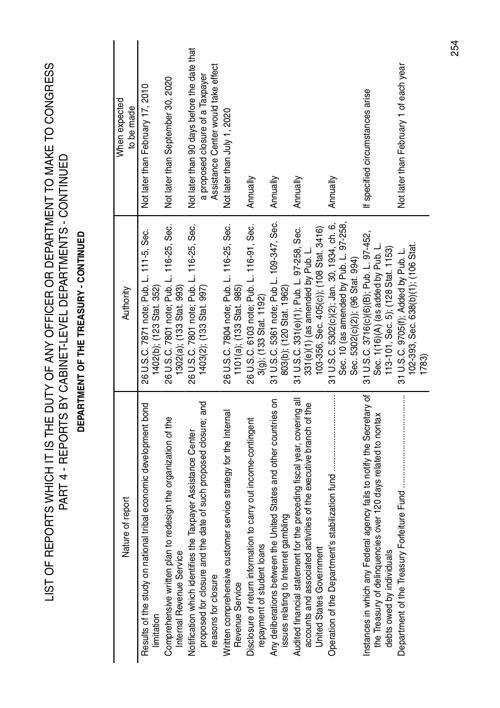 LIST OF REPORTS WHICH IT IS THE DUTY OF ANY OFFICER OR DEPARTMENT TO MAKE TO CONGRESS
PART 4 - REPORTS BY CABINET-LEVEL DEPARTMENTS - CONTINUED
DEPARTMENT OF THE TREASURY - CONTINUED
Nature of report Authority When expected
to be made
Results of the study on national tribal economic development bond 26 U.S.C. 7871 note; Pub. L. 111-5, Sec. Not later than February 17, 2010
limitation 1402(b); (123 Stat. 352)
Comprehensive written plan to redesign the organization of the 26 U.S.C. 7801 note; Pub. L. 116-25, Sec. Not later than September 30, 2020
Internal Revenue Service 1302(a); (133 Stat. 993)
Notification which identifies the Taxpayer Assistance Center 26 U.S.C. 7801 note; Pub. L. 116-25, Sec. Not later than 90 days before the date that
proposed for closure and the date of such proposed closure; and 1403(2); (133 Stat. 997) a proposed closure of a Taxpayer
reasons for closure Assistance Center would take effect
Written comprehensive customer service strategy for the Internal 26 U.S.C. 7804 note; Pub. L. 116-25, Sec. Not later than July 1, 2020
Revenue Service 1101(a); (133 Stat. 985)
Disclosure of return information to carry out income-contingent 26 U.S.C. 6103 note; Pub. L. 116-91, Sec. Annually
repayment of student loans 3(g); (133 Stat. 1192)
Any deliberations between the United States and other countries on 31 U.S.C. 5361 note; Pub L. 109-347, Sec. Annually
issues relating to Internet gambling 803(b); (120 Stat. 1962)
Audited financial statement for the preceding fiscal year, covering all 31 U.S.C. 331(e)(1); Pub. L. 97-258, Sec. Annually
accounts and associated activities of the executive branch of the 331(e)(1) (as amended by Pub. L.
United States Government 103-356, Sec. 405(c)); (108 Stat. 3416)
Operation of the Department's stabilization fund ................................ 31 U.S.C. 5302(c)(2); Jan. 30,1934, ch. 6, Annually
Sec. 10 (as amended by Pub. L. 97-258,
Sec. 5302(c)(2)); (96 Stat. 994)
Instances in which any Federal agency fails to notify the Secretary of 31 U.S.C. 3716(c)(6)(B); Pub. L. 97-452, If specified circumstances arise
the Treasury of delinquencies over 120 days related to nontax Sec. 1(16)(A) (as added by Pub. L.
debts owed by individuals 113-101, Sec. 5); (128 Stat. 1153)
Department of the Treasury Forfeiture Fund ................................ 31 U.S.C. 9705(f); Added by Pub. L. Not later than February 1 of each year
102-393, Sec. 638(b)(1); (106 Stat.
1783)
254